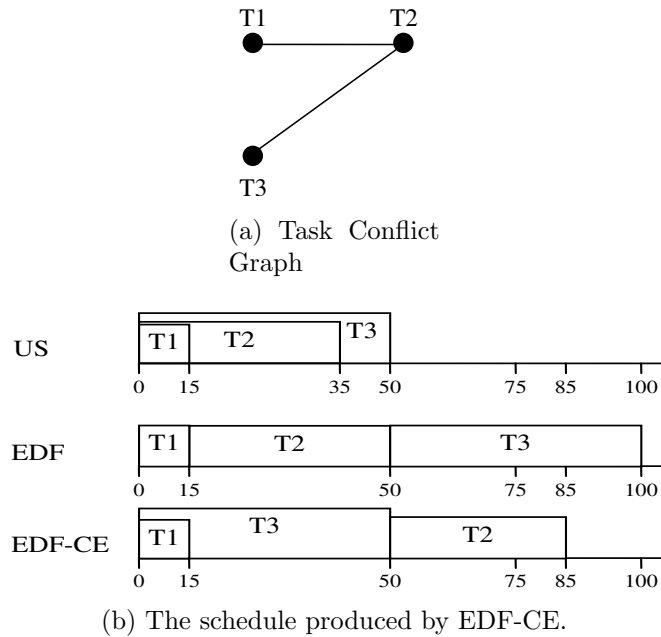 T1 T2
T3
(a) Task Conflict
Graph
US T1 T2 T3
0 15 35 50 75 85 100
EDF T1 T2 T3
0 15 50 75 85 100
EDF-CE T1 T3 T2
0 15 50 75 85 100
(b) The schedule produced by EDF-CE.